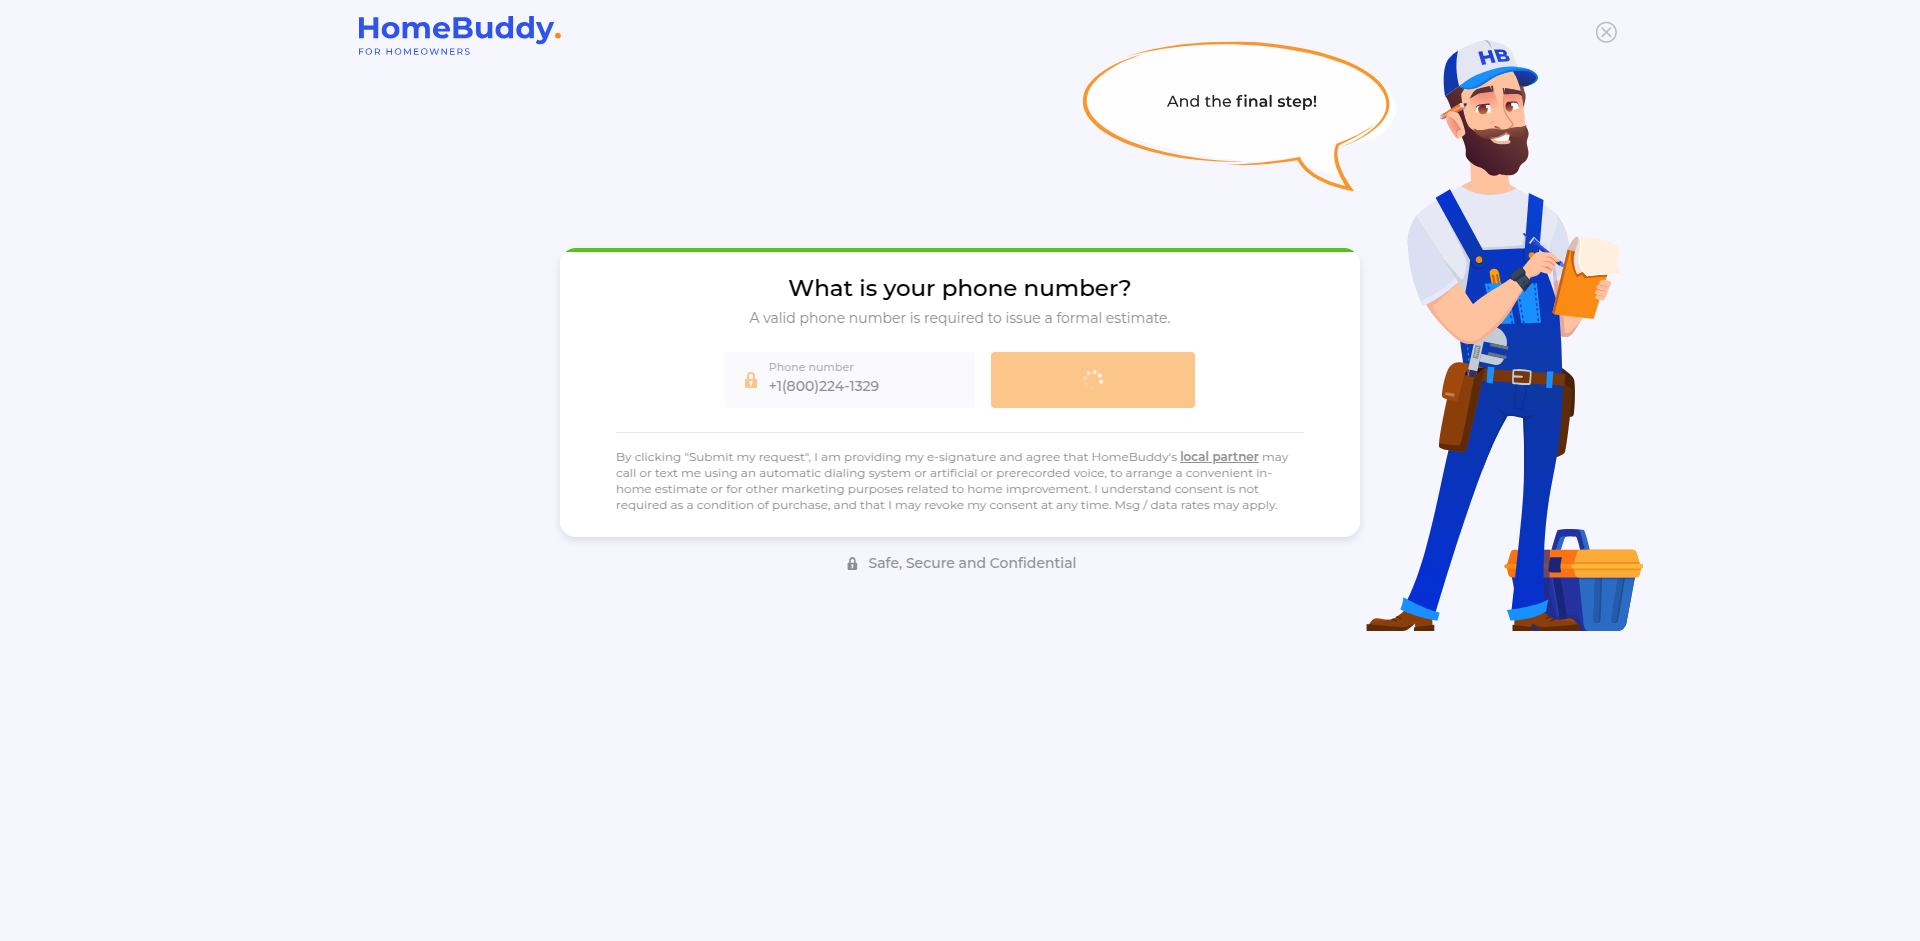 HomeBuddy.
FOR HOMEOWNERS
HB
And the final step!
What is your phone number?
A valid phone number is required to issue a formal estimate.
Phone number
+1(800)224-1329
By clicking "Submit my request", I am providing my e-signature and agree that HomeBuddy's local partner may
call or text me using an automatic dialing system or artificial or prerecorded voice, to arrange a convenient in-
home estimate or for other marketing purposes related to home improvement. I understand consent is not
required as a condition of purchase, and that I may revoke my consent at any time. Msg / data rates may apply.
Safe, Secure and Confidential